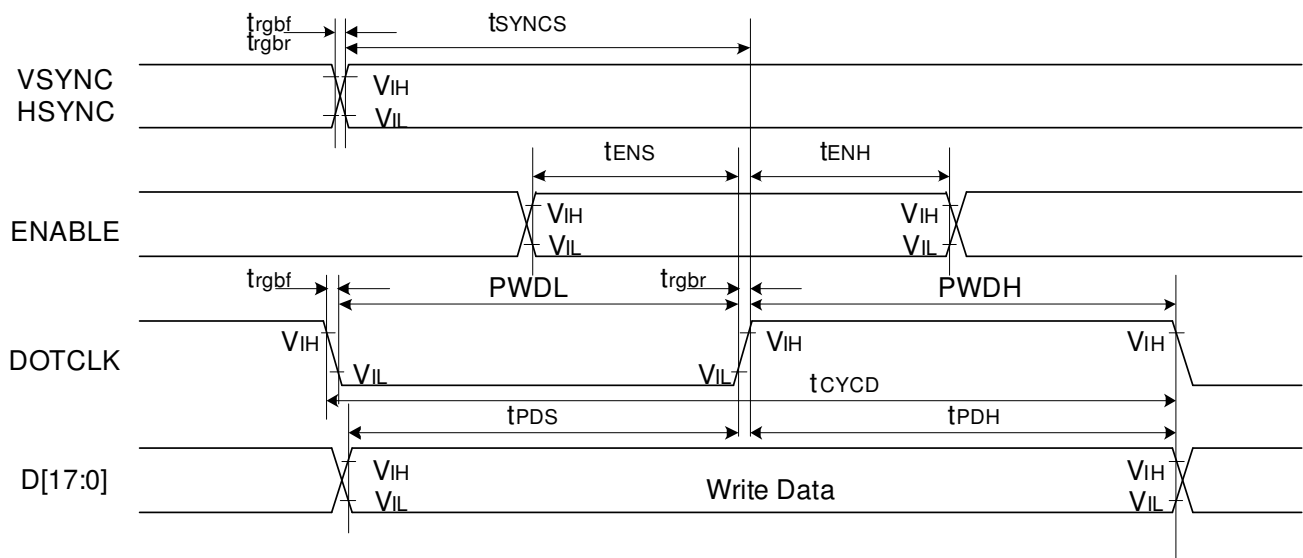 trgbf
trgbr
tSYNCS
VSYNC
HSYNC
VIH
VIL
tENS
tENH
ENABLE
VIH
VIL
VIH
VIL
trgbf
PWDL
trgbr
PWDH
DOTCLK
VIH
VIL
VIL
VIH
VIH
tCYCD
tPDS
tPDH
D[17:0]
VIH
VIL
Write Data
VIH
VIL